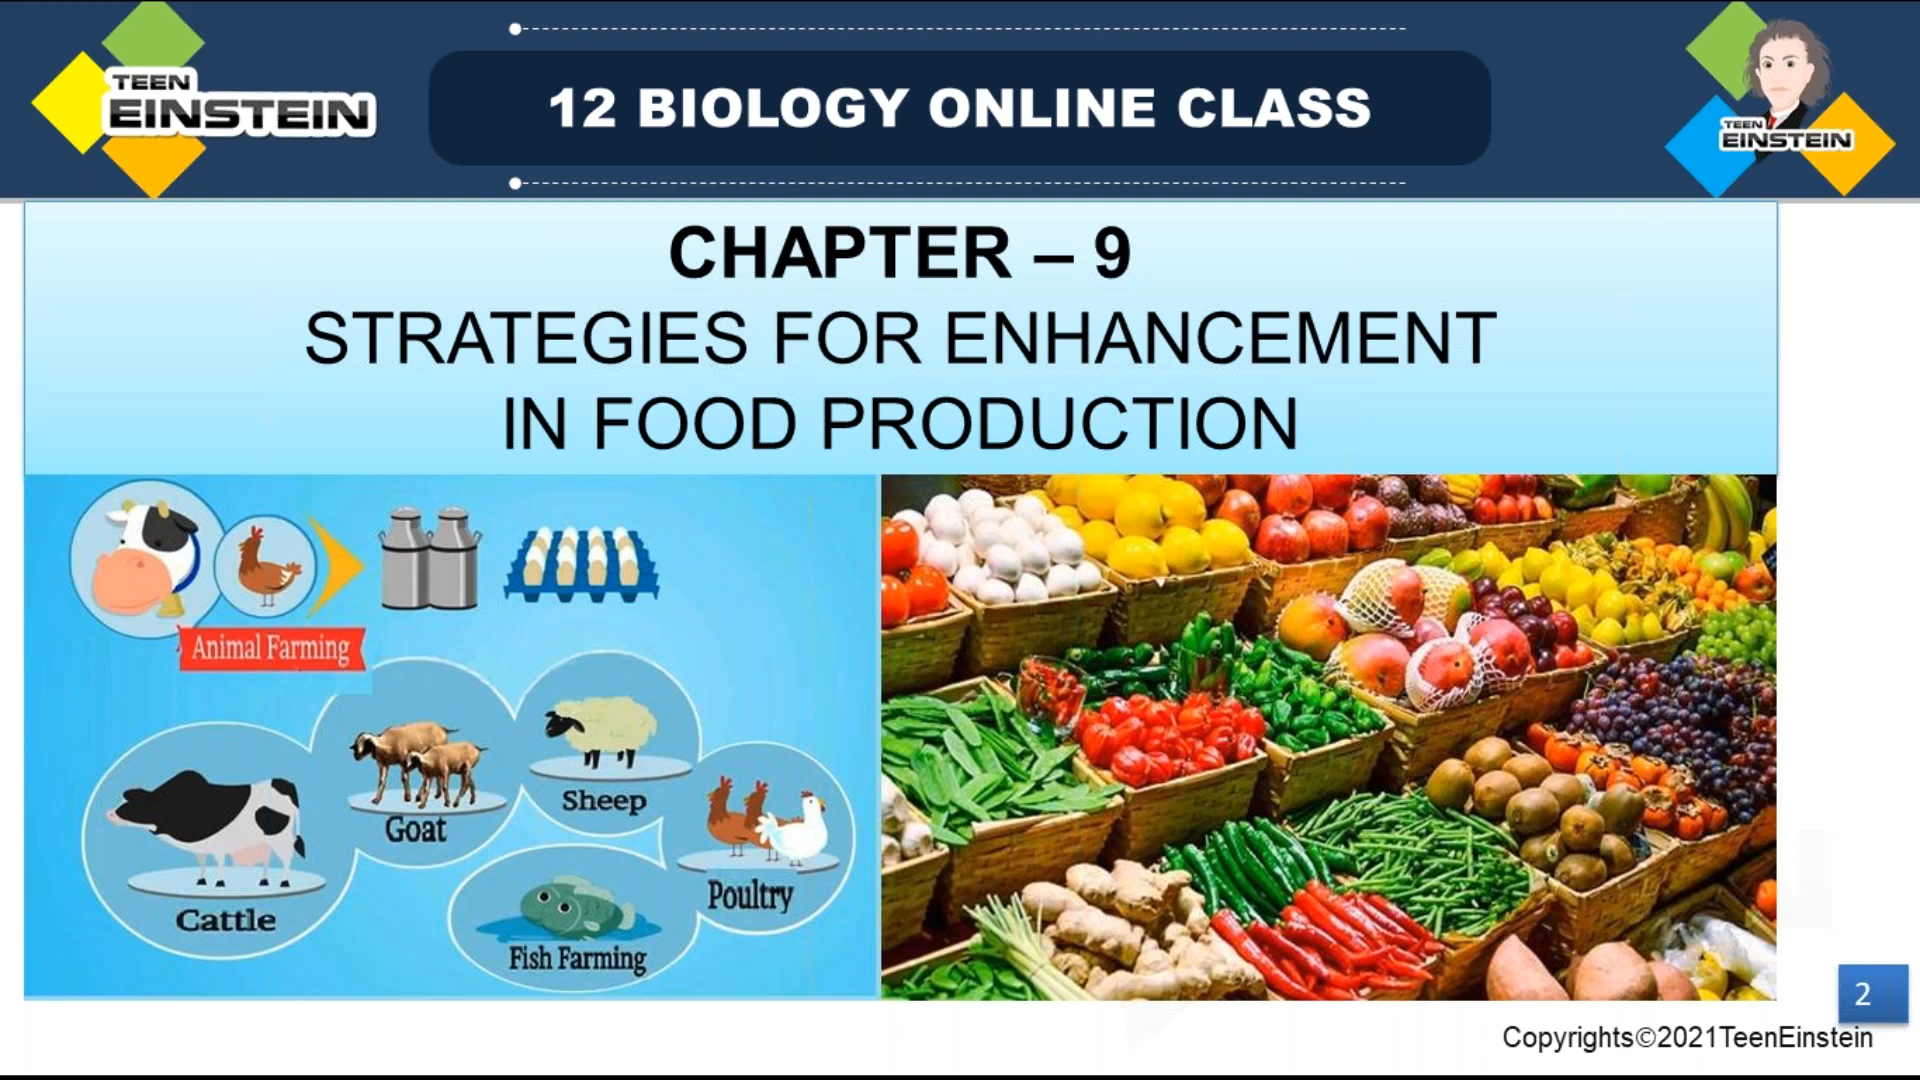 TEEN
EINSTEIN
12 BIOLOGY ONLINE CLASS
TEEN
EINSTEIN
CHAPTER – 9
STRATEGIES FOR ENHANCEMENT
IN FOOD PRODUCTION
Animal Farming
Cattle
Goat
Sheep
Poultry
Fish Farming
2
Copyrights©2021TeenEinstein